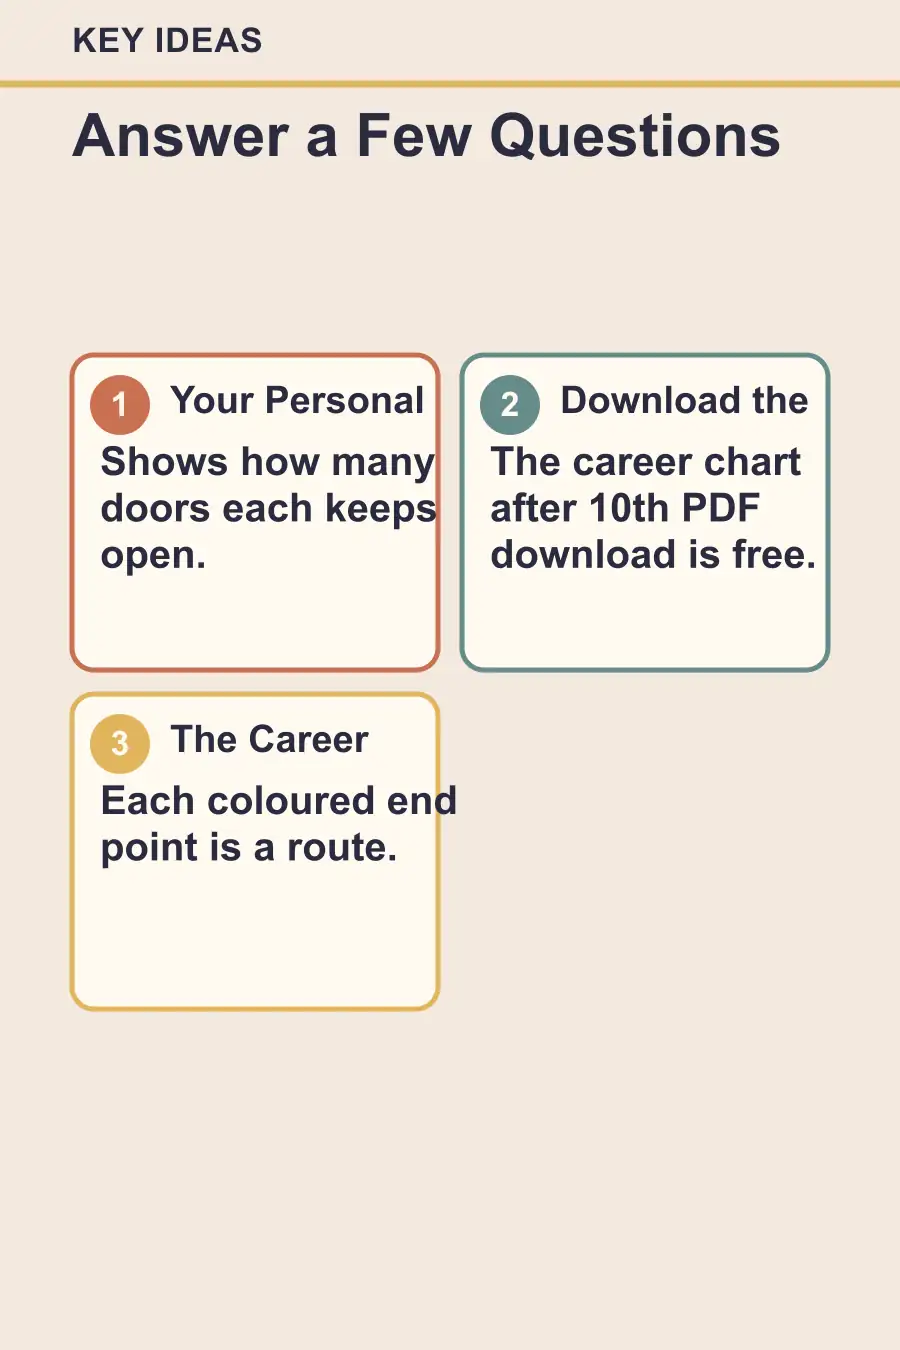 KEY IDEAS
Answer a Few Questions
1 Your Personal
Shows how many
doors each keeps
open.
2 Download the
The career chart
after 10th PDF
download is free.
3 The Career
Each coloured end
point is a route.